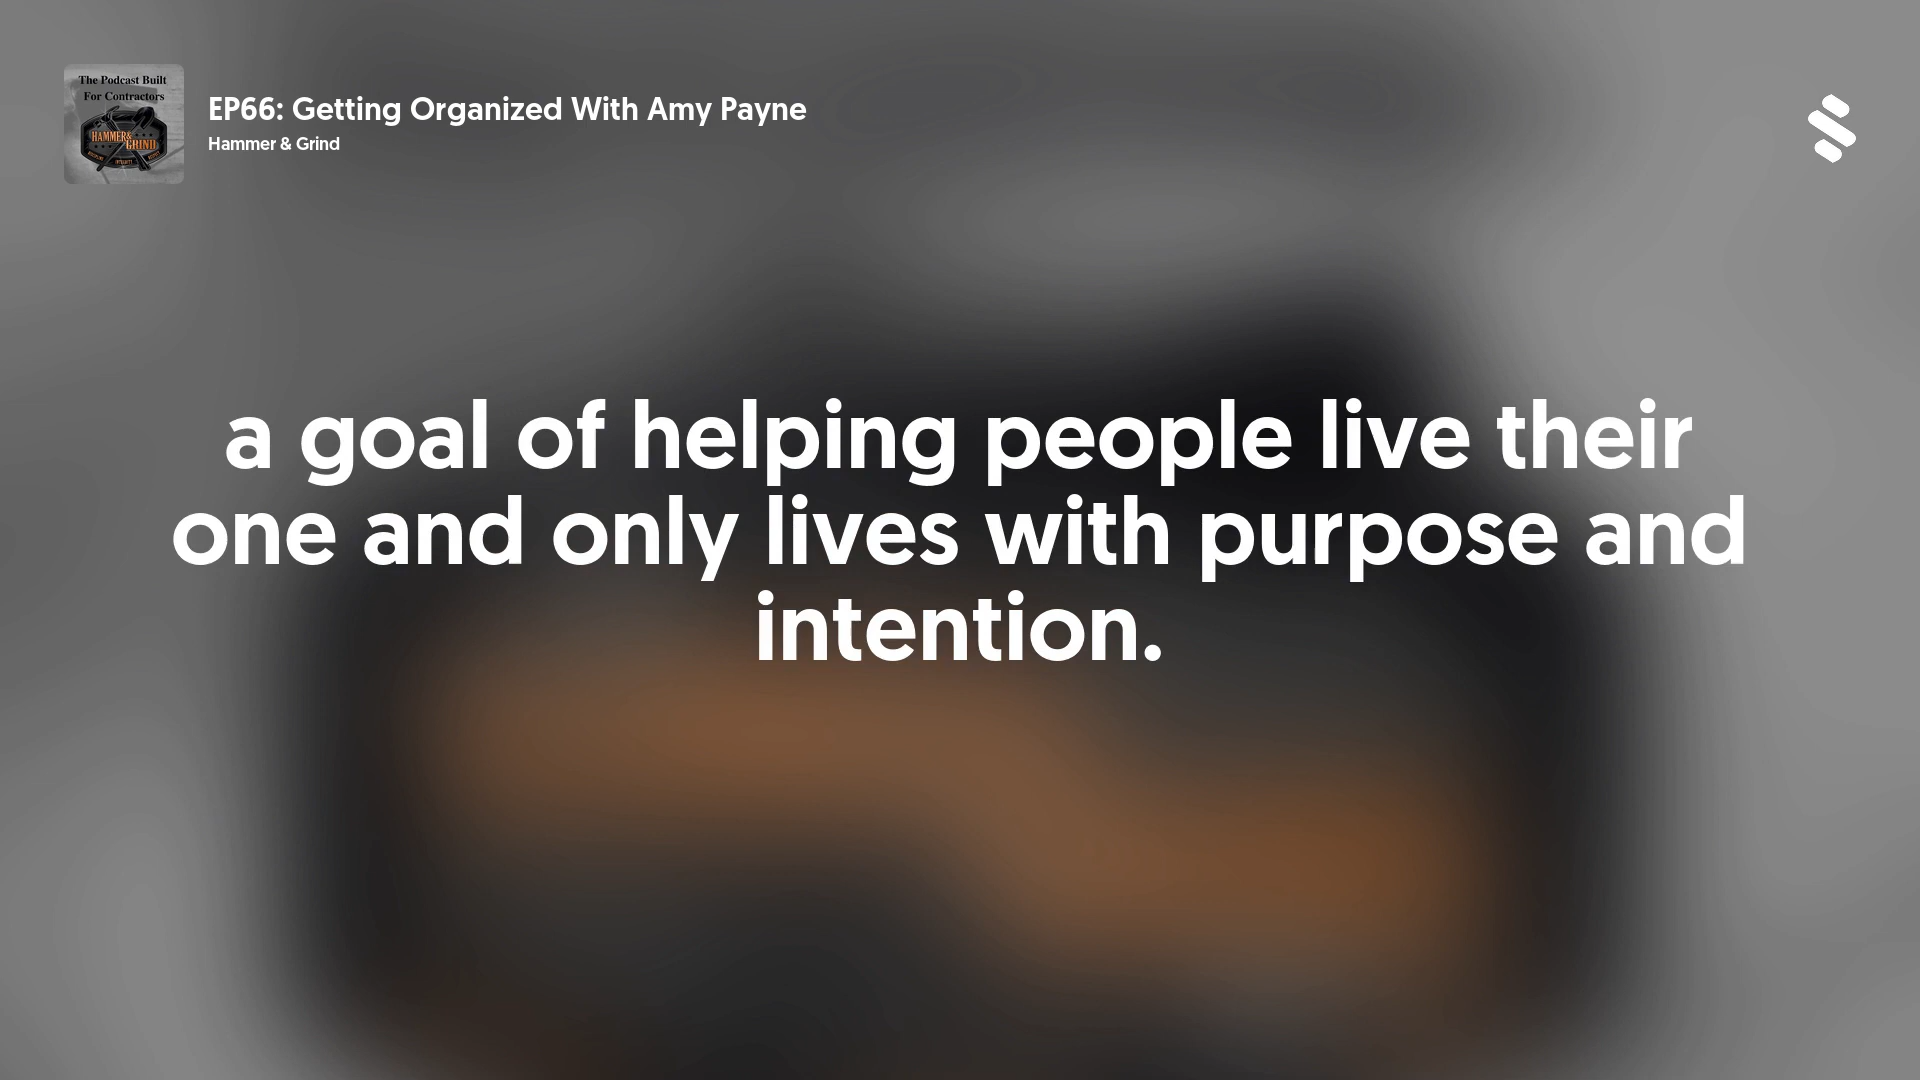 The Podcast Built
For Contractors
HAMMER&
GRIND
EP66: Getting Organized With Amy Payne
Hammer & Grind
a goal of helping people live their
one and only lives with purpose and
intention.